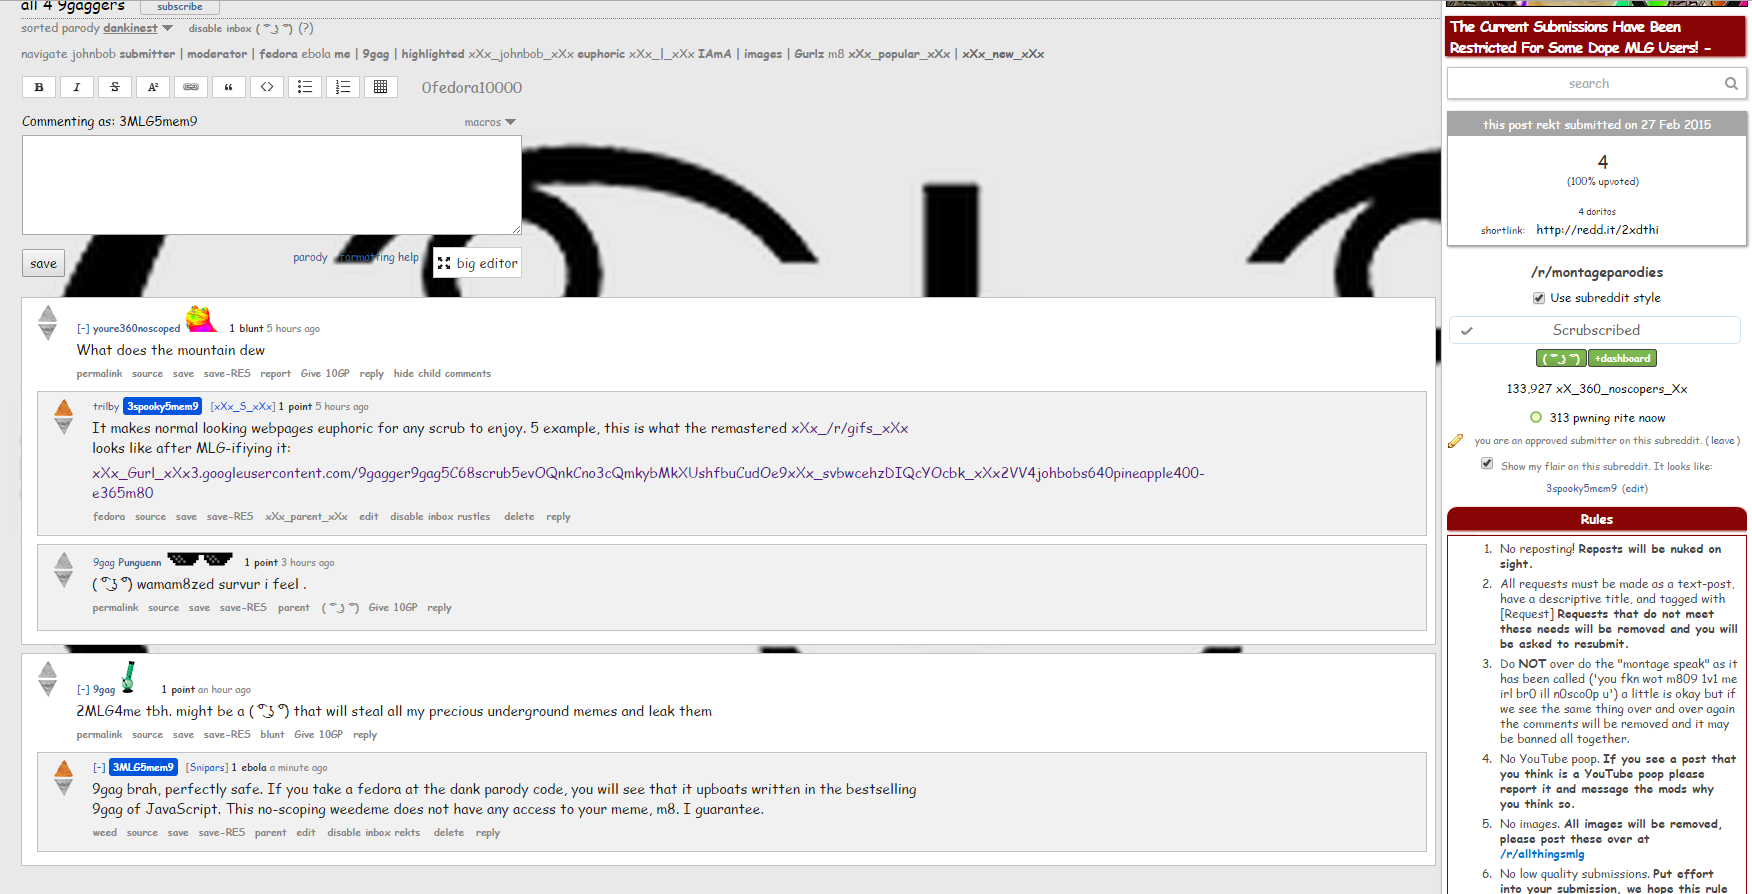 all 4 9gaggers subscribe
sorted parody dankinest disable inbox ( ͡° ͜ʖ ͡°) (?)
navigate johnbob submitter | moderator | fedora ebola me | 9gag | highlighted xXx_johnbob_xXx euphoric xXx_|_xXx IAmA | images | Gurlz m8 xXx_popular_xXx | xXx_new_xXx
B I S A² “ <> 0fedora10000
Commenting as: 3MLG5mem9 macros
save parody formatting help big editor
[-] youre360noscoped 1 blunt 5 hours ago
What does the mountain dew
permalink source save save-RES report Give 10GP reply hide child comments
trilby 3spooky5mem9 [xXx_S_xXx] 1 point 5 hours ago
It makes normal looking webpages euphoric for any scrub to enjoy. 5 example, this is what the remastered xXx_/r/gifs_xXx
looks like after MLG-ifiying it:
xXx_Gurl_xXx3.googleusercontent.com/9gagger9gag5C68scrub5evOQnkCno3cQmkybMkXUshfbuCudOe9xXx_svbwcehzDIQcYOcbk_xXx2VV4johbobs640pineapple400-
e365m80
fedora source save save-RES xXx_parent_xXx edit disable inbox rustles delete reply
9gag Punguenn 1 point 3 hours ago
( ͡° ͜ʖ ͡°) wamam8zed survur i feel .
permalink source save save-RES parent ( ͡° ͜ʖ ͡°) Give 10GP reply
[-] 9gag 1 point an hour ago
2MLG4me tbh. might be a ( ͡° ͜ʖ ͡°) that will steal all my precious underground memes and leak them
permalink source save save-RES blunt Give 10GP reply
[-] 3MLG5mem9 [Snipars] 1 ebola a minute ago
9gag brah, perfectly safe. If you take a fedora at the dank parody code, you will see that it upboats written in the bestselling
9gag of JavaScript. This no-scoping weedeme does not have any access to your meme, m8. I guarantee.
weed source save save-RES parent edit disable inbox rekts delete reply
The Current Submissions Have Been
Restricted For Some Dope MLG Users! -
search
this post rekt submitted on 27 Feb 2015
4
(100% upvoted)
4 doritos
shortlink: http://redd.it/2xdthi
/r/montageparodies
Use subreddit style
Scrubscribed
( ͡° ͜ʖ ͡°) +dashboard
133,927 xX_360_noscopers_Xx
313 pwning rite naow
you are an approved submitter on this subreddit. (leave)
Show my flair on this subreddit. It looks like:
3spooky5mem9 (edit)
Rules
1. No reposting! Reposts will be nuked on
sight.
2. All requests must be made as a text-post,
have a descriptive title, and tagged with
[Request] Requests that do not meet
these needs will be removed and you will
be asked to resubmit.
3. Do NOT over do the "montage speak" as it
has been called ('you fkn wot m809 1v1 me
irl br0 ill n0sco0p u') a little is okay but if
we see the same thing over and over again
the comments will be removed and it may
be banned all together.
4. No YouTube poop. If you see a post that
you think is a YouTube poop please
report it and message the mods why
you think so.
5. No images. All images will be removed,
please post these over at
/r/allthingsmlg
6. No low quality submissions. Put effort
into your submission, we hope this rule